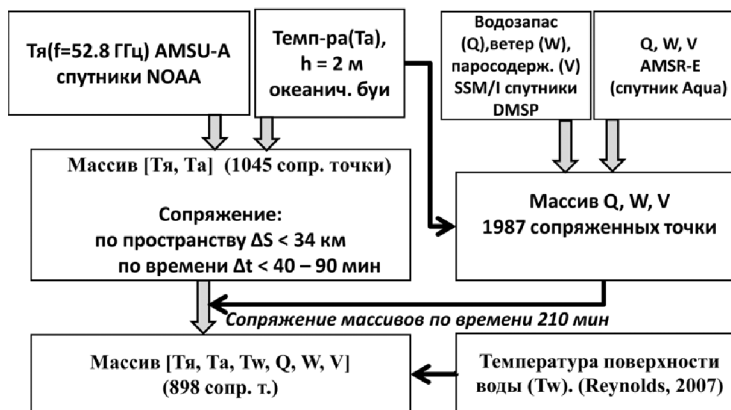 Тя(f=52.8 ГГц) AMSU-A
спутники NOAA
Темп-ра(Та),
h = 2 м
океанич. буи
Водозапас
(Q),ветер (W),
паросодерж. (V)
SSM/I спутники
DMSP
Q, W, V
AMSR-E
(спутник Aqua)
Массив [Тя, Та] (1045 сопр. точки)
Сопряжение:
по пространству ΔS < 34 км
по времени Δt < 40 – 90 мин
Массив Q, W, V
1987 сопряженных точки
Сопряжение массивов по времени 210 мин
Массив [Тя, Та, Tw, Q, W, V]
(898 сопр. т.)
Температура поверхности
воды (Tw). (Reynolds, 2007)